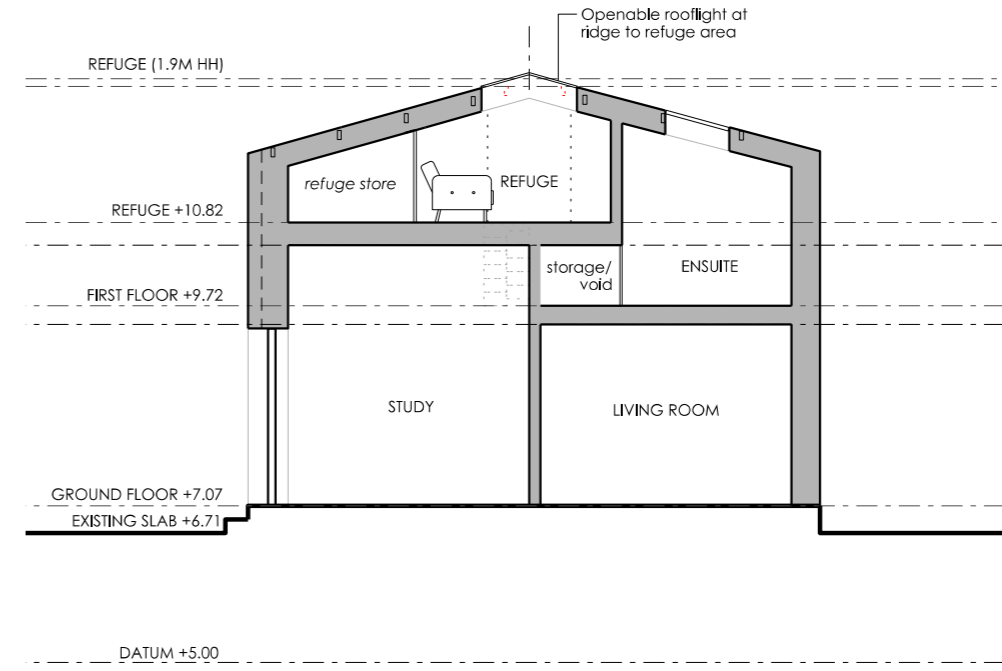 Openable rooflight at
ridge to refuge area
REFUGE (1.9M HH)
refuge store
REFUGE
REFUGE +10.82
storage/
void
ENSUITE
FIRST FLOOR +9.72
STUDY
LIVING ROOM
GROUND FLOOR +7.07
EXISTING SLAB +6.71
DATUM +5.00